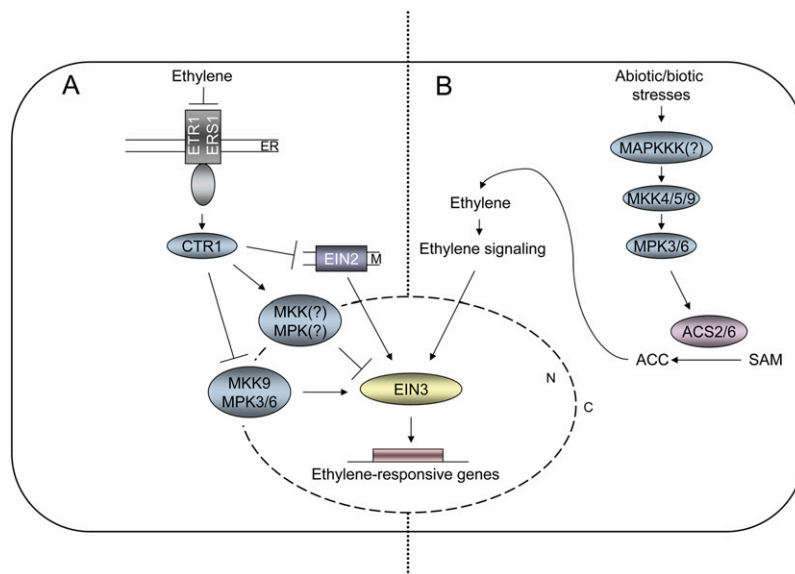 A
Ethylene
ETR1
ERS1
ER
CTR1
EIN2
M
MKK(?)
MPK(?)
MKK9
MPK3/6
EIN3
Ethylene-responsive genes
N
C
B
Abiotic/biotic
stresses
MAPKKK(?)
MKK4/5/9
MPK3/6
ACS2/6
SAM
ACC
Ethylene
Ethylene signaling